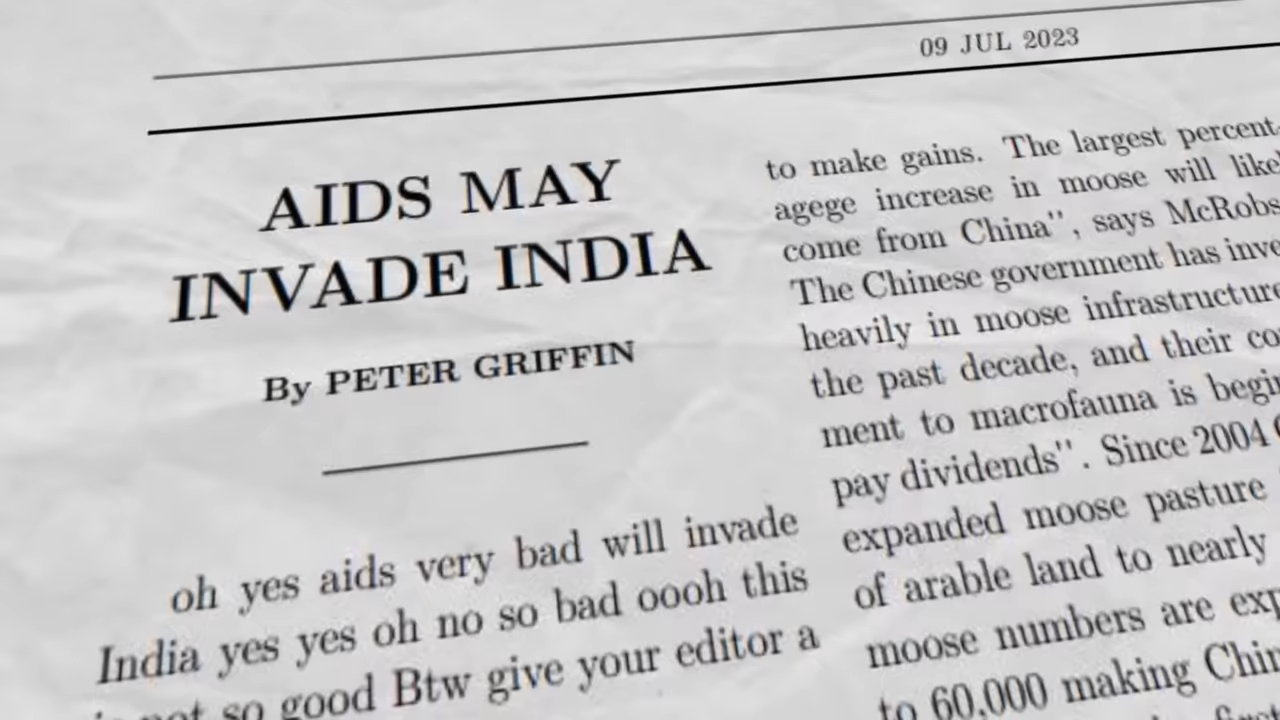 09 JUL 2023
AIDS MAY
INVADE INDIA
By PETER GRIFFIN
oh yes aids very bad will invade
India yes yes oh no so bad oooh this
not so good Btw give your editor a
to make gains. The largest percent
agege increase in moose will
come from China", says
The Chinese government has
heavily in moose infrastructure
the past decade, and their
ment to macrofauna is
pay dividends". Since 2004
expanded moose pasture
of arable land to nearly
moose numbers are
to 60,000 making